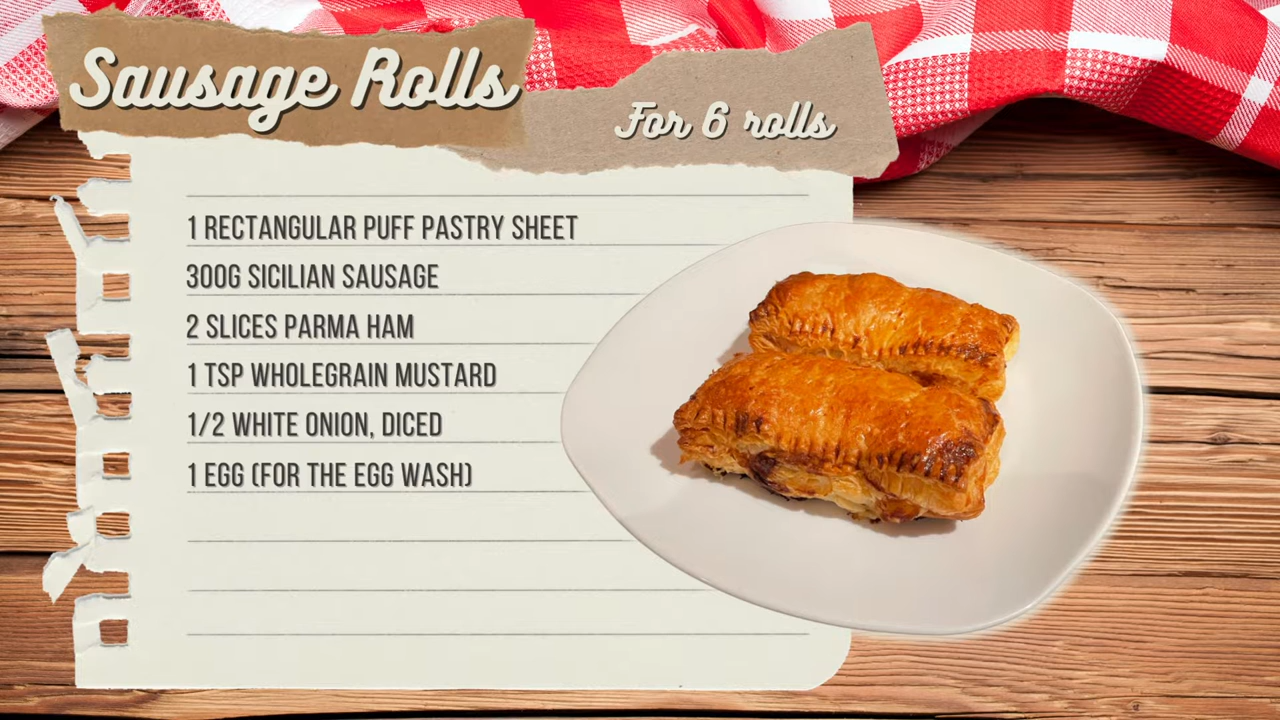 Sausage Rolls
For 6 rolls
1 RECTANGULAR PUFF PASTRY SHEET
300G SICILIAN SAUSAGE
2 SLICES PARMA HAM
1 TSP WHOLEGRAIN MUSTARD
1/2 WHITE ONION, DICED
1 EGG (FOR THE EGG WASH)